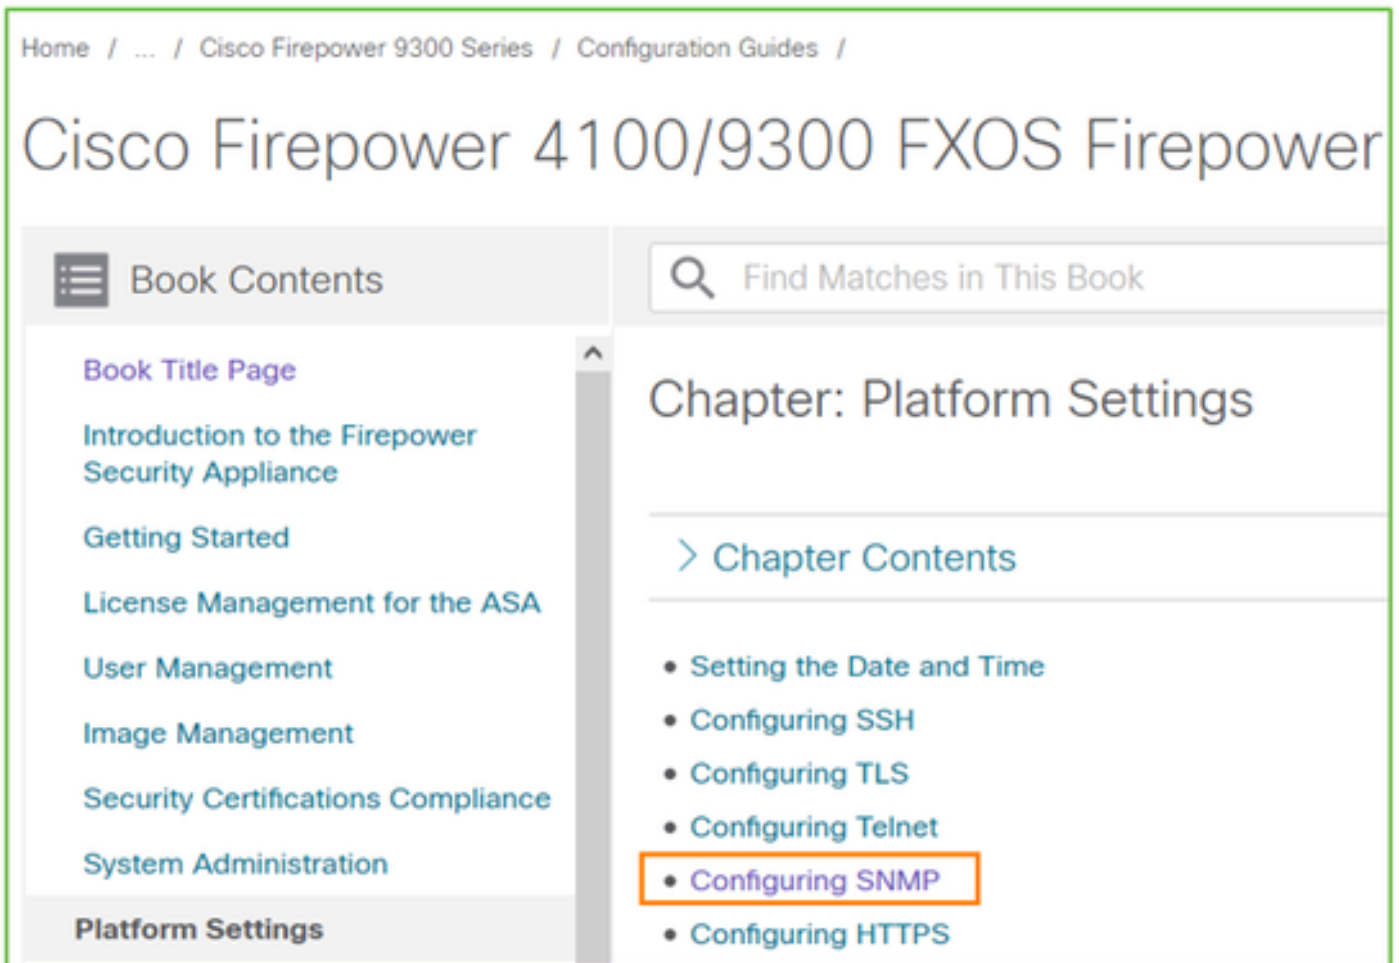 Home / ... / Cisco Firepower 9300 Series / Configuration Guides /
Cisco Firepower 4100/9300 FXOS Firepower
Book Contents
Find Matches in This Book
Book Title Page
Introduction to the Firepower
Security Appliance
Getting Started
License Management for the ASA
User Management
Image Management
Security Certifications Compliance
System Administration
Platform Settings
Chapter: Platform Settings
Chapter Contents
• Setting the Date and Time
• Configuring SSH
• Configuring TLS
• Configuring Telnet
• Configuring SNMP
• Configuring HTTPS